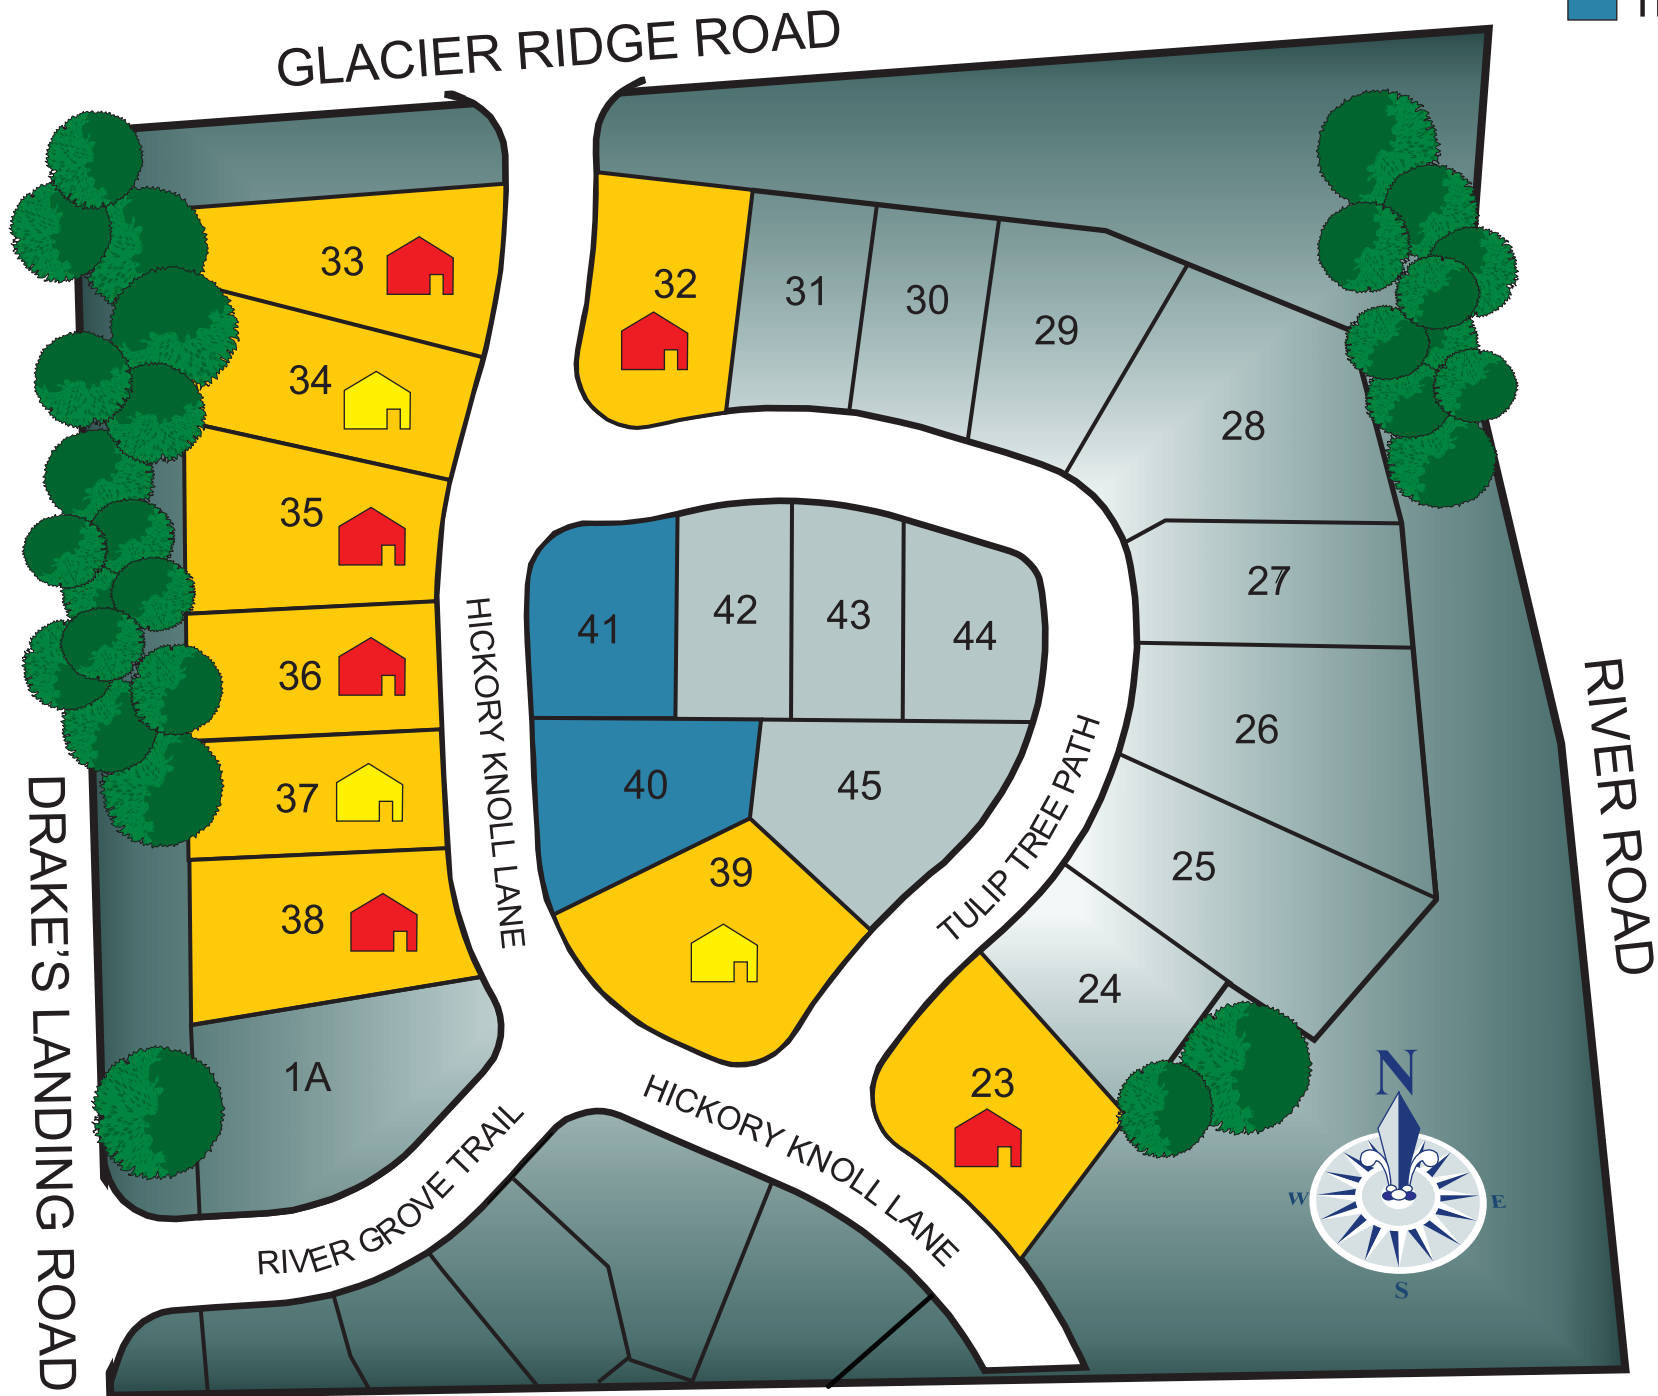 GLACIER RIDGE ROAD
33
32
31
30
29
34
28
35
27
41
42
43
44
36
26
37
40
45
25
39
38
24
1A
23
HICKORY KNOLL LANE
TULIP TREE PATH
RIVER ROAD
DRAKE'S LANDING ROAD
HICKORY KNOLL LANE
RIVER GROVE TRAIL
N
W
E
S